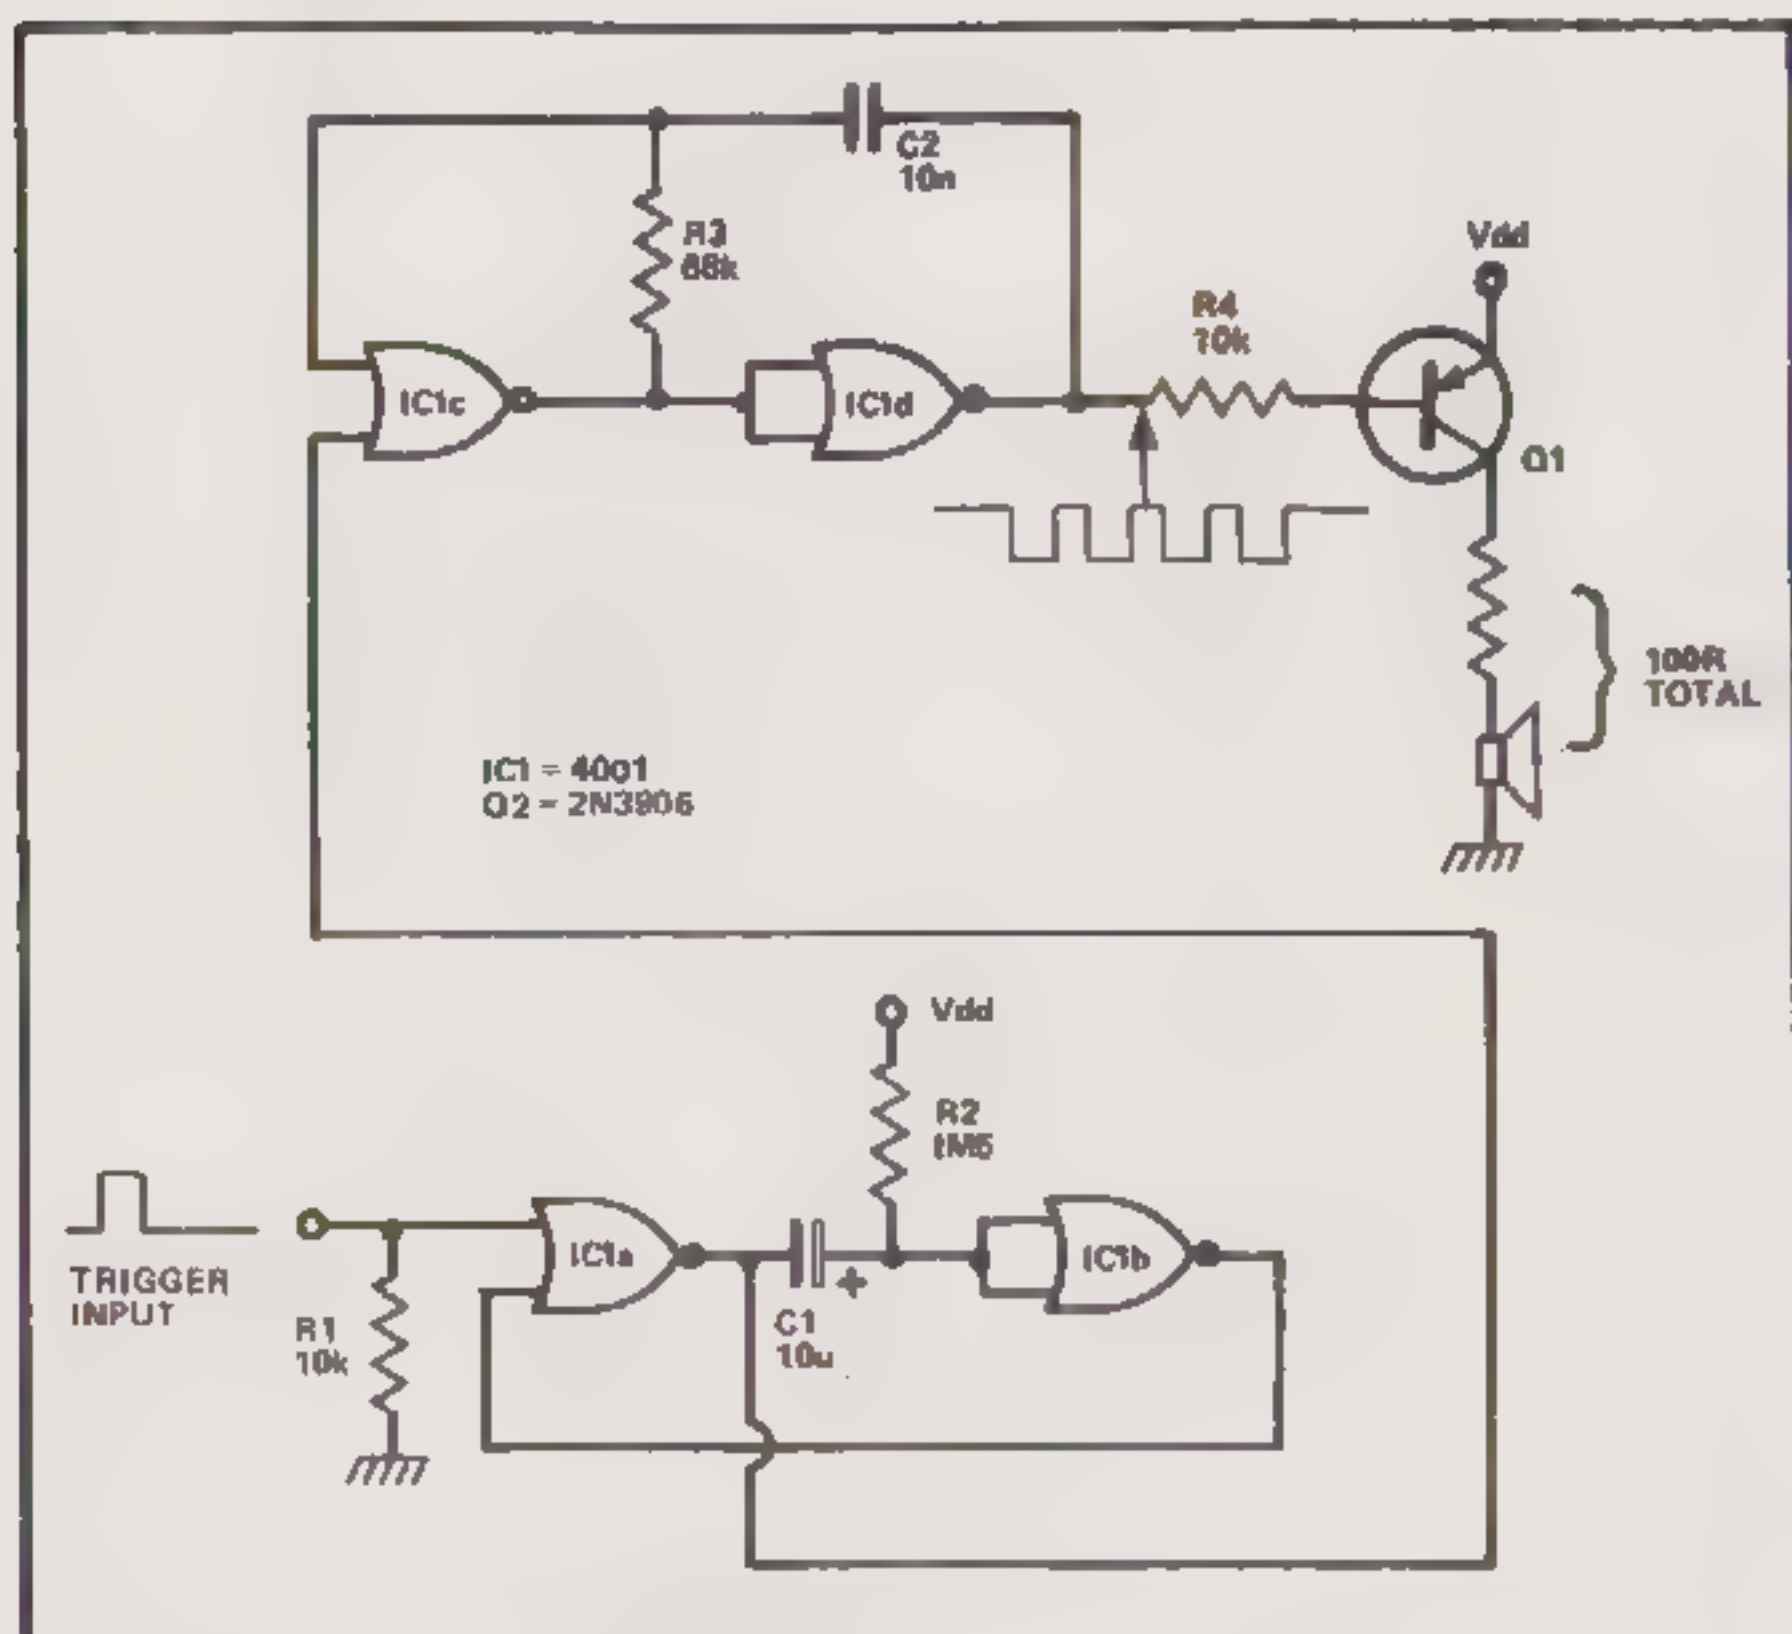 C2
10n
R3
68k
Vdd
R4
10k
IC1c
IC1d
Q1
100R
TOTAL
IC1 = 4001
Q2 = 2N3906
Vdd
R2
1M5
TRIGGER
INPUT
IC1a
IC1b
R1
10k
C1
10u